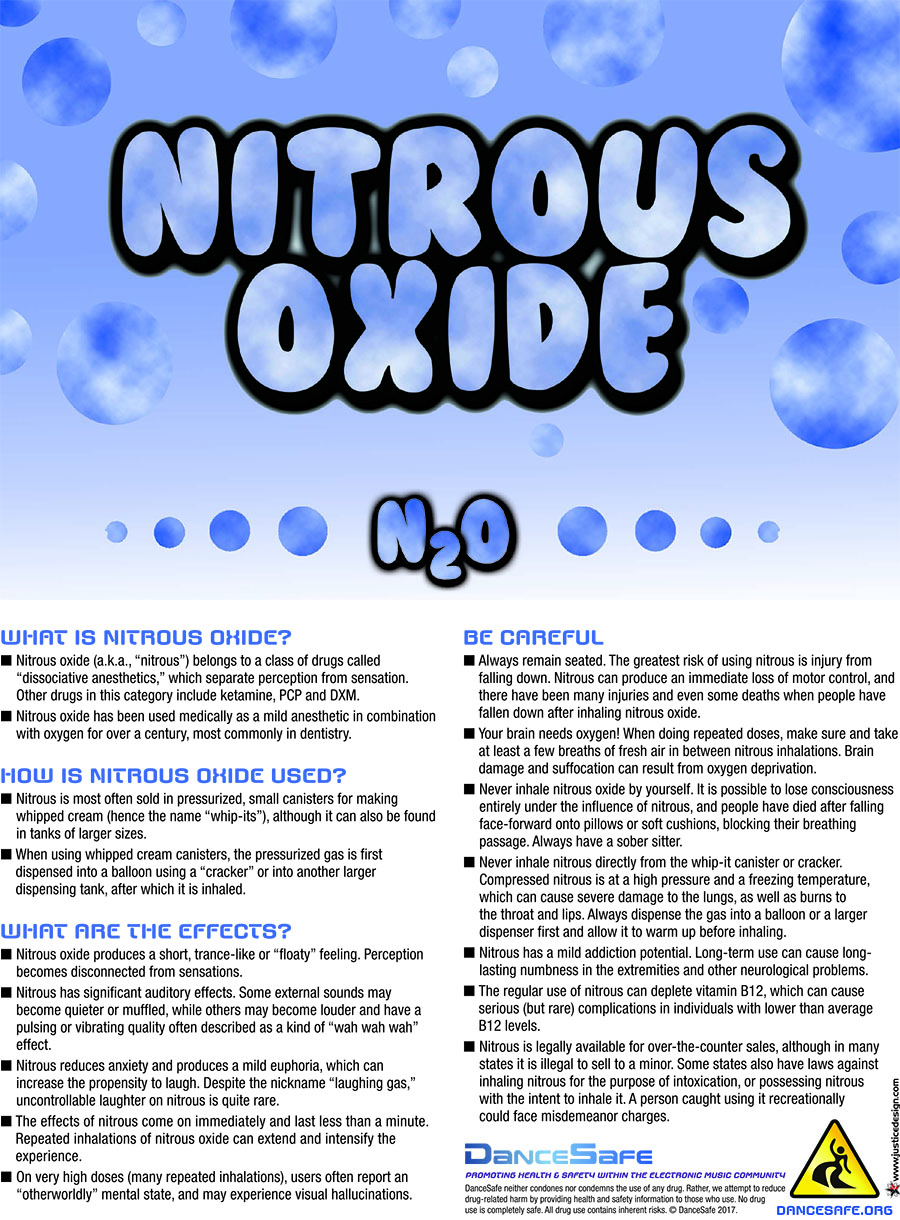 NITROUS
OXIDE
N2O
WHAT IS NITROUS OXIDE?
■ Nitrous oxide (a.k.a., “nitrous”) belongs to a class of drugs called
“dissociative anesthetics,” which separate perception from sensation.
Other drugs in this category include ketamine, PCP and DXM.
■ Nitrous oxide has been used medically as a mild anesthetic in combination
with oxygen for over a century, most commonly in dentistry.
HOW IS NITROUS OXIDE USED?
■ Nitrous is most often sold in pressurized, small canisters for making
whipped cream (hence the name “whip-its”), although it can also be found
in tanks of larger sizes.
■ When using whipped cream canisters, the pressurized gas is first
dispensed into a balloon using a “cracker” or into another larger
dispensing tank, after which it is inhaled.
WHAT ARE THE EFFECTS?
■ Nitrous oxide produces a short, trance-like or “floaty” feeling. Perception
becomes disconnected from sensations.
■ Nitrous has significant auditory effects. Some external sounds may
become quieter or muffled, while others may become louder and have a
pulsing or vibrating quality often described as a kind of “wah wah wah”
effect.
■ Nitrous reduces anxiety and produces a mild euphoria, which can
increase the propensity to laugh. Despite the nickname “laughing gas,”
uncontrollable laughter on nitrous is quite rare.
■ The effects of nitrous come on immediately and last less than a minute.
Repeated inhalations of nitrous oxide can extend and intensify the
experience.
■ On very high doses (many repeated inhalations), users often report an
“otherworldly” mental state, and may experience visual hallucinations.
BE CAREFUL
■ Always remain seated. The greatest risk of using nitrous is injury from
falling down. Nitrous can produce an immediate loss of motor control, and
there have been many injuries and even some deaths when people have
fallen down after inhaling nitrous oxide.
■ Your brain needs oxygen! When doing repeated doses, make sure and take
at least a few breaths of fresh air in between nitrous inhalations. Brain
damage and suffocation can result from oxygen deprivation.
■ Never inhale nitrous oxide by yourself. It is possible to lose consciousness
entirely under the influence of nitrous, and people have died after falling
face-forward onto pillows or soft cushions, blocking their breathing
passage. Always have a sober sitter.
■ Never inhale nitrous directly from the whip-it canister or cracker.
Compressed nitrous is at a high pressure and a freezing temperature,
which can cause severe damage to the lungs, as well as burns to
the throat and lips. Always dispense the gas into a balloon or a larger
dispenser first and allow it to warm up before inhaling.
■ Nitrous has a mild addiction potential. Long-term use can cause long-
lasting numbness in the extremities and other neurological problems.
■ The regular use of nitrous can deplete vitamin B12, which can cause
serious (but rare) complications in individuals with lower than average
B12 levels.
■ Nitrous is legally available for over-the-counter sales, although in many
states it is illegal to sell to a minor. Some states also have laws against
inhaling nitrous for the purpose of intoxication, or possessing nitrous
with the intent to inhale it. A person caught using it recreationally
could face misdemeanor charges.
DANCESAFE
PROMOTING HEALTH & SAFETY WITHIN THE ELECTRONIC MUSIC COMMUNITY
DanceSafe neither condones nor condemns the use of any drug. Rather, we attempt to reduce
drug-related harm by providing health and safety information to those who use. No drug
use is completely safe. All drug use contains inherent risks. © DanceSafe 2017.
DANCESAFE.ORG
www.justicedesign.com